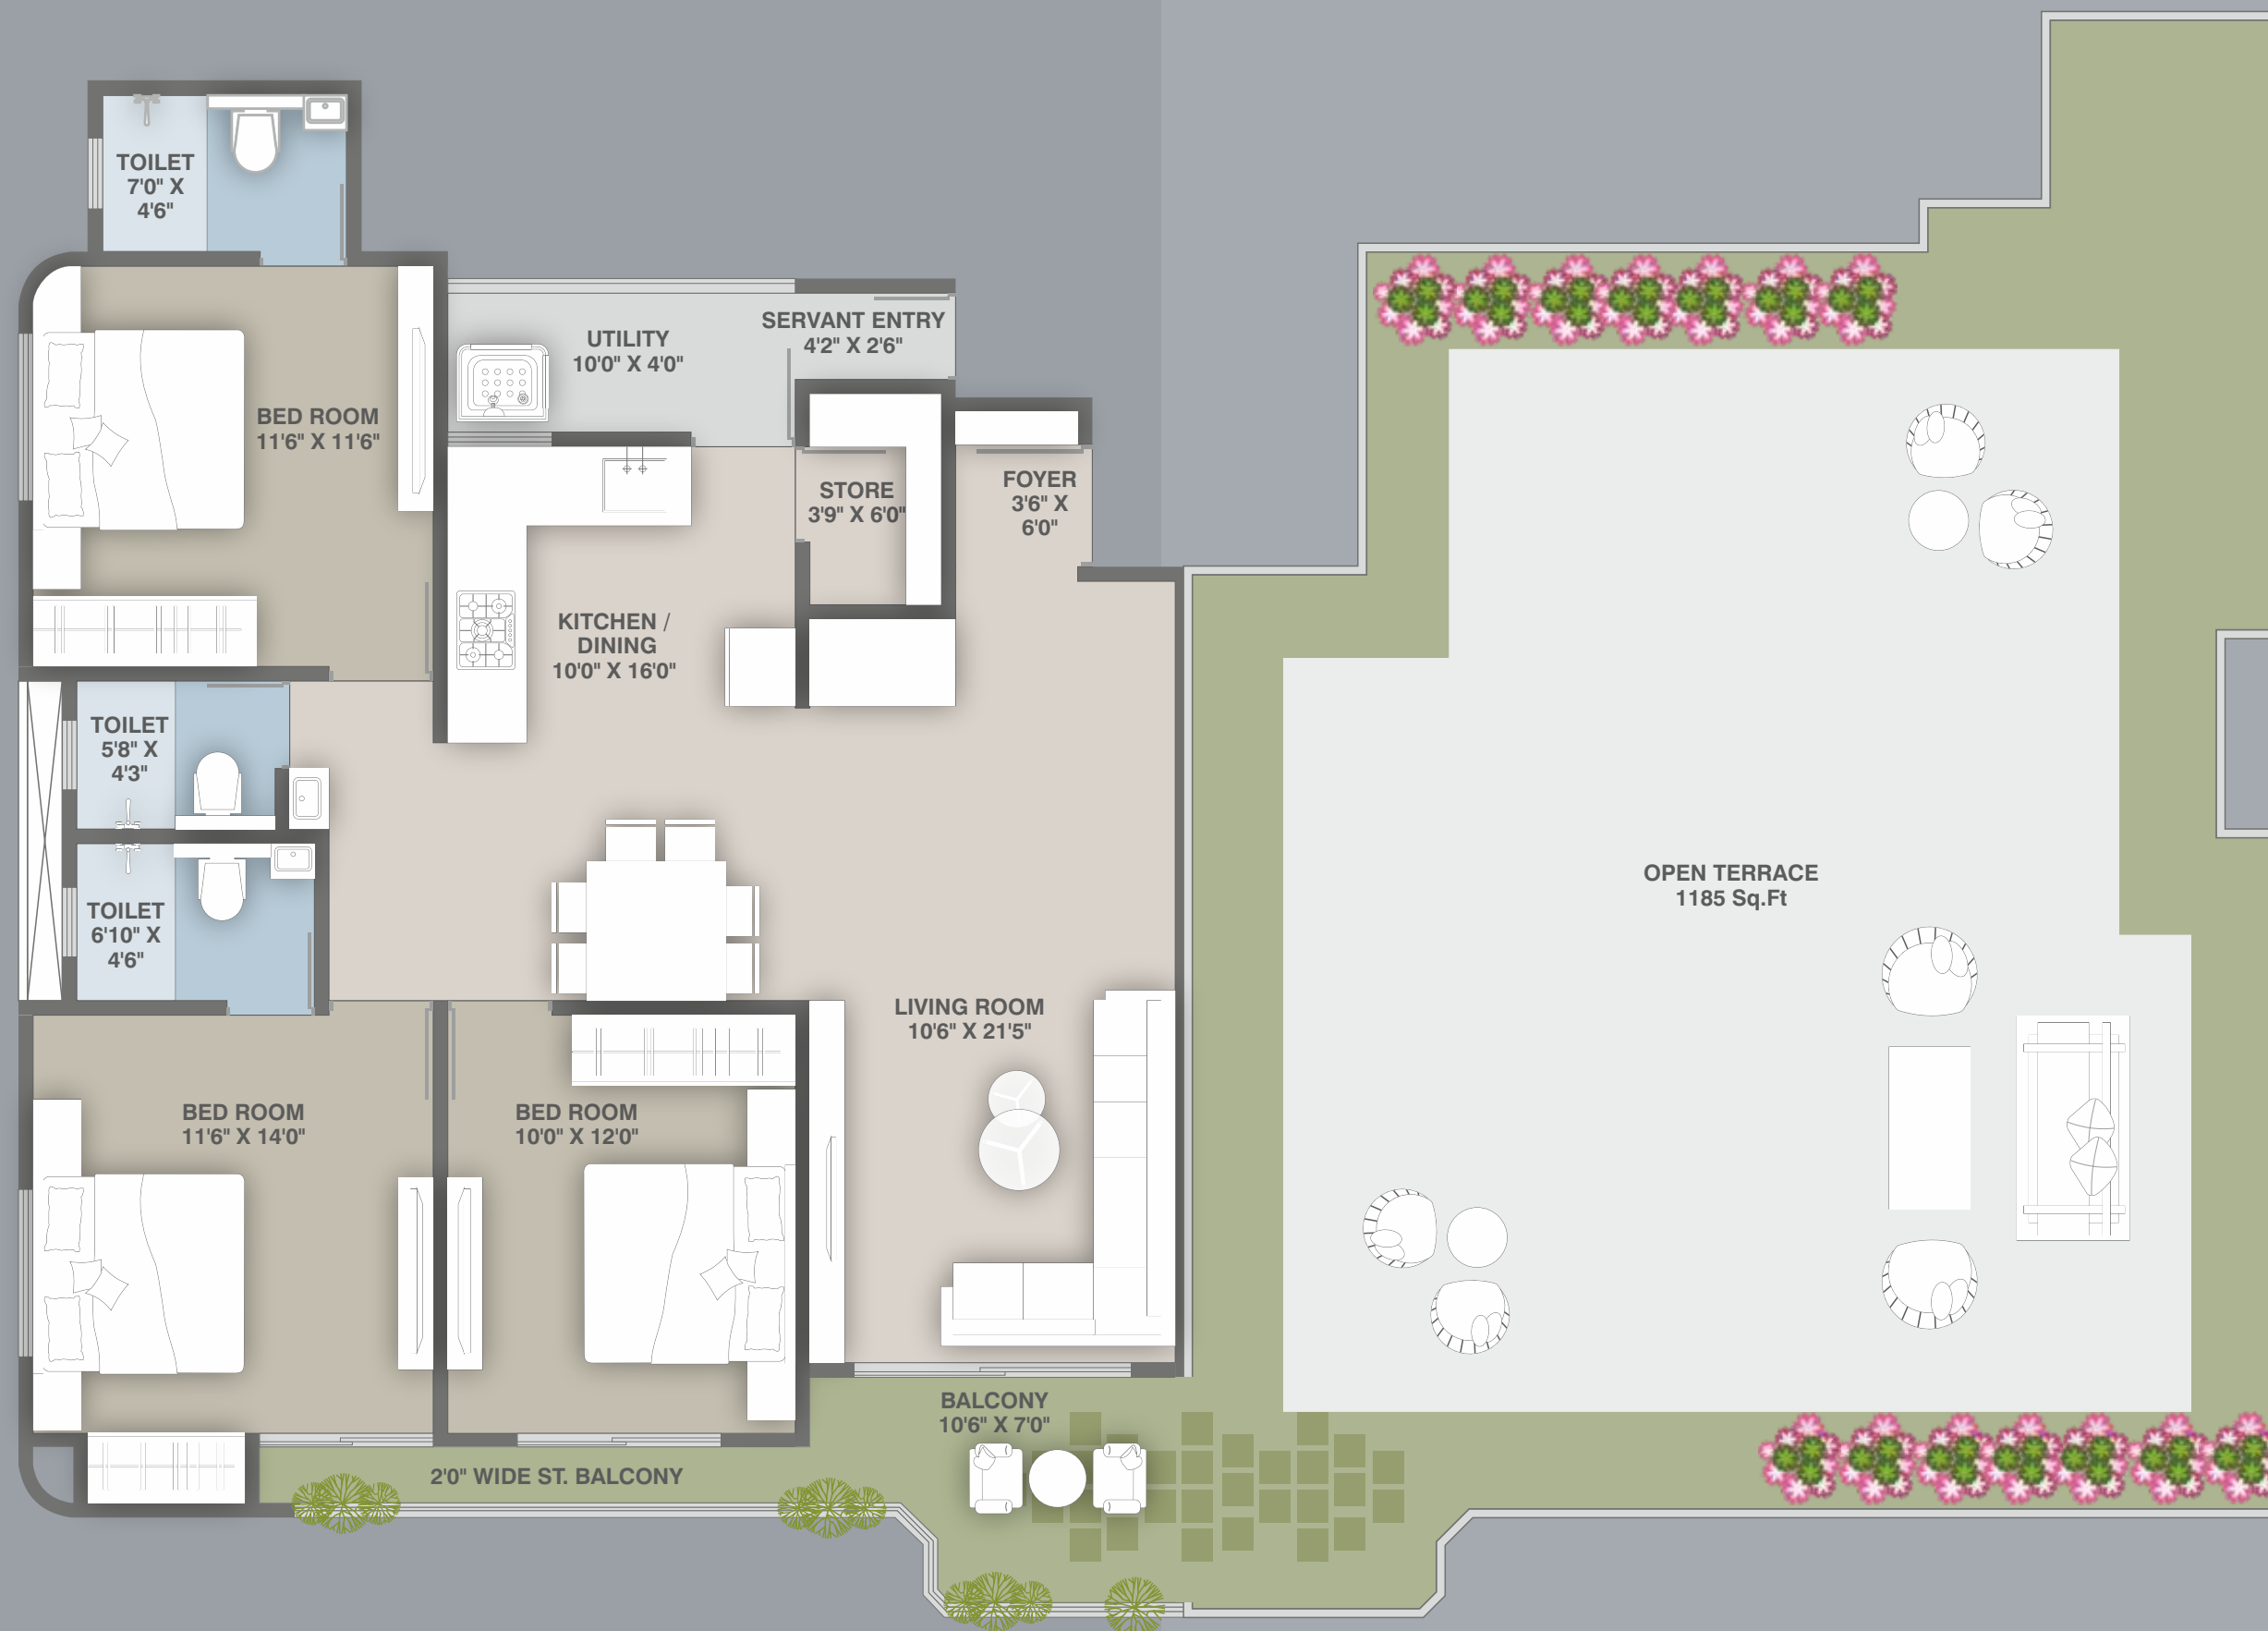 TOILET
7'0" X
4'6"
SERVANT ENTRY
4'2" X 2'6"
UTILITY
10'0" X 4'0"
BED ROOM
11'6" X 11'6"
STORE
3'9" X 6'0"
FOYER
3'6" X
6'0"
KITCHEN /
DINING
10'0" X 16'0"
TOILET
5'8" X
4'3"
OPEN TERRACE
1185 Sq.Ft
TOILET
6'10" X
4'6"
LIVING ROOM
10'6" X 21'5"
BED ROOM
11'6" X 14'0"
BED ROOM
10'0" X 12'0"
BALCONY
10'6" X 7'0"
2'0" WIDE ST. BALCONY